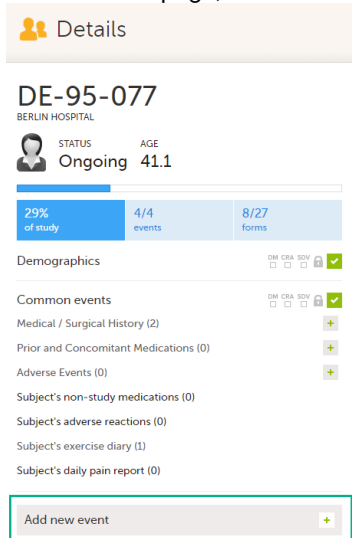 Details
DE-95-077
BERLIN HOSPITAL
STATUS AGE
Ongoing 41.1
29% 4/4 8/27
of study events forms
Demographics DM CRA SDV
Common events DM CRA SDV
Medical / Surgical History (2) +
Prior and Concomitant Medications (0) +
Adverse Events (0) +
Subject's non-study medications (0)
Subject's adverse reactions (0)
Subject's exercise diary (1)
Subject's daily pain report (0)
Add new event +